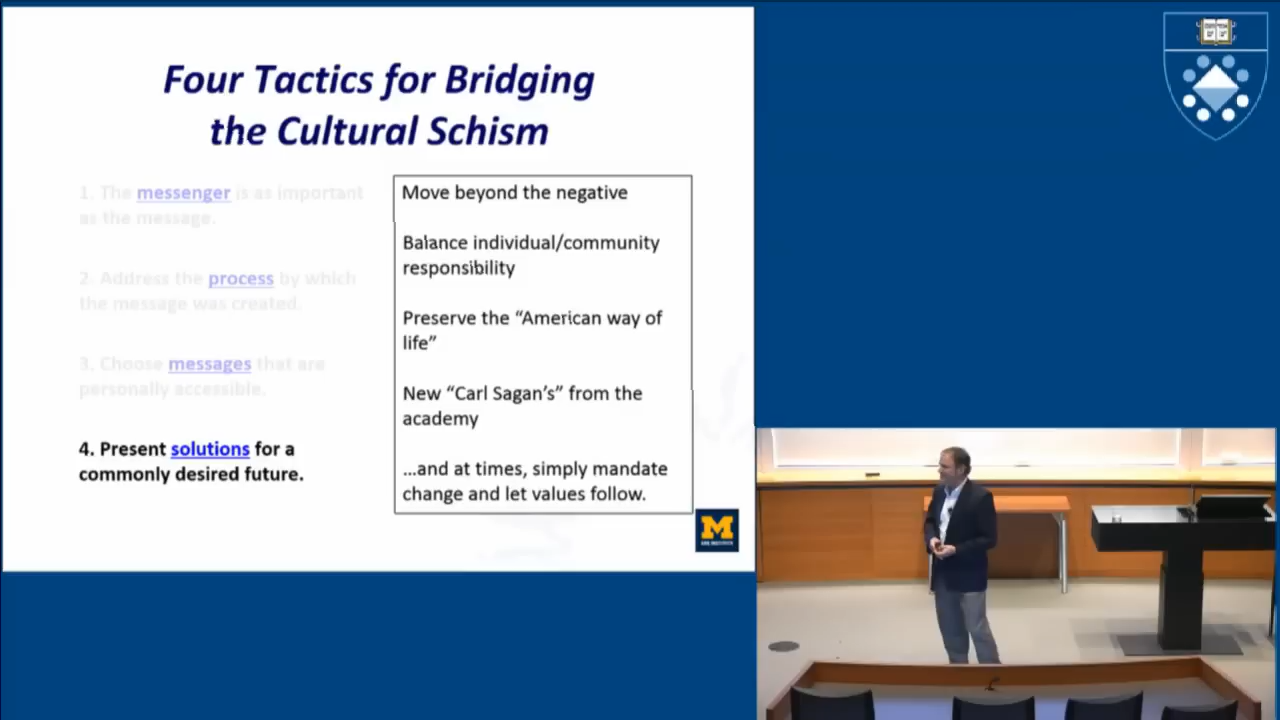 Four Tactics for Bridging
the Cultural Schism
1. The messenger is as important
as the message.
2. Address the process by which
the message was created.
3. Choose messages that are
personally accessible.
4. Present solutions for a
commonly desired future.
Move beyond the negative
Balance individual/community
responsibility
Preserve the “American way of
life”
New “Carl Sagan’s” from the
academy
…and at times, simply mandate
change and let values follow.
M